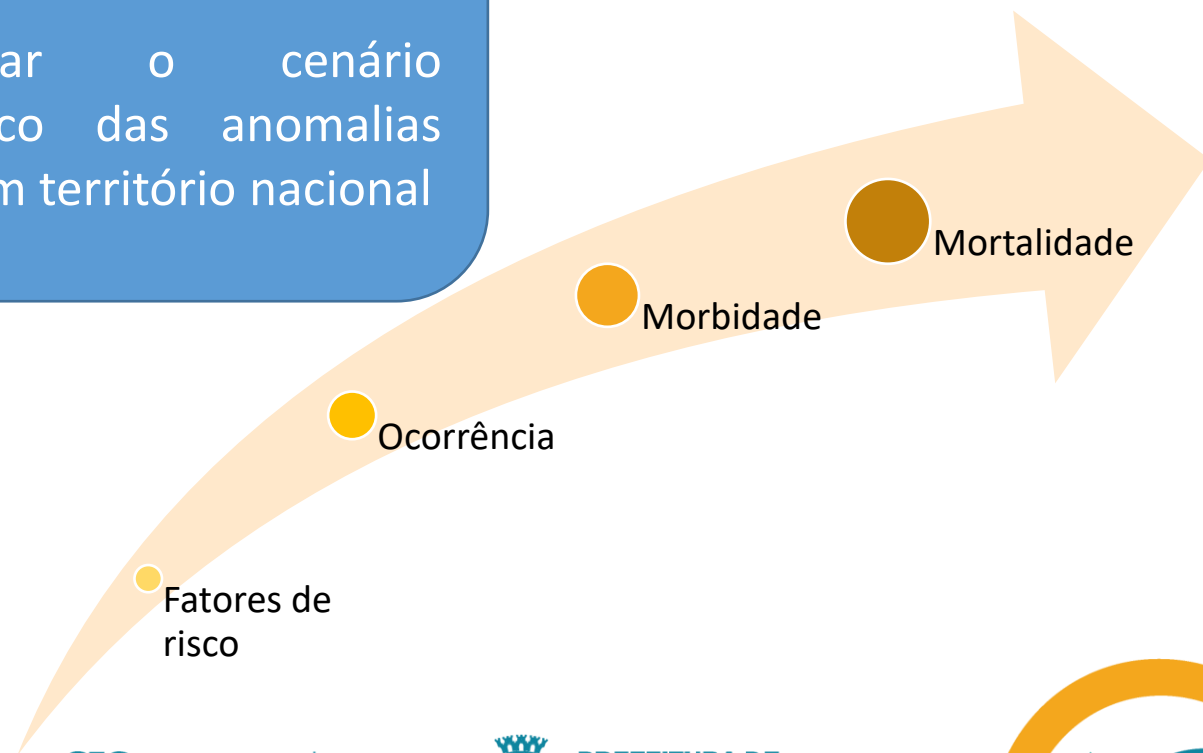 ar o cenário
co das anomalias
m território nacional
Mortalidade
Morbidade
Ocorrência
Fatores de
risco